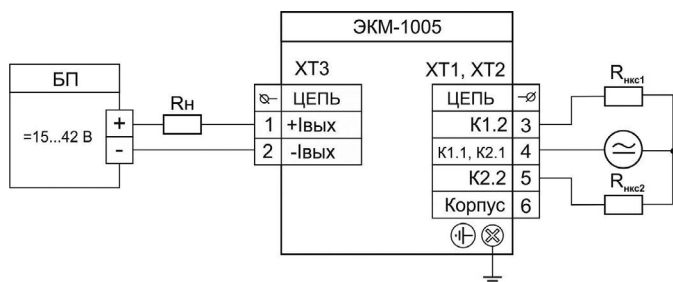 ЭКМ-1005
БП
=15...42 В
+
-
Rн
XT3
ЦЕПЬ
1 +Iвых
2 -Iвых
XT1, XT2
ЦЕПЬ
К1.2 3
К1.1, К2.1 4
К2.2 5
Корпус 6
Rнкс1
Rнкс2